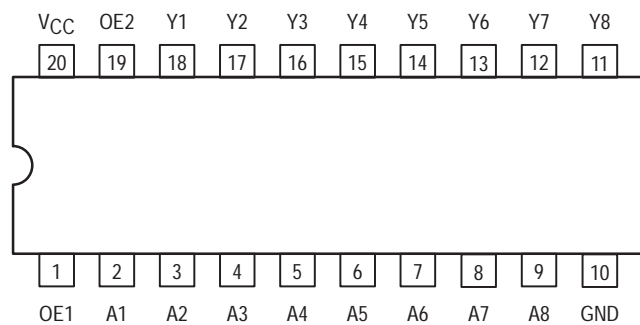 VCC OE2 Y1 Y2 Y3 Y4 Y5 Y6 Y7 Y8
20 19 18 17 16 15 14 13 12 11
1 2 3 4 5 6 7 8 9 10
OE1 A1 A2 A3 A4 A5 A6 A7 A8 GND